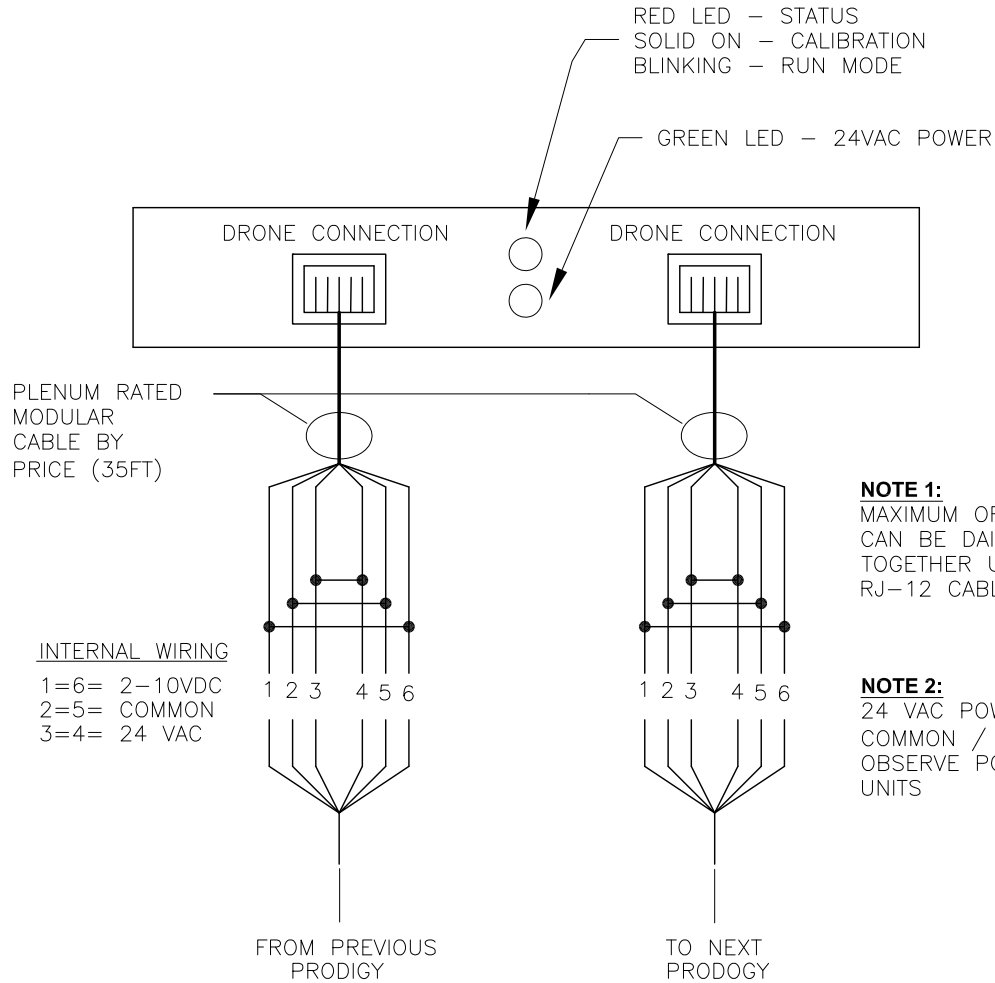 RED LED – STATUS
SOLID ON – CALIBRATION
BLINKING – RUN MODE
GREEN LED – 24VAC POWER
DRONE CONNECTION
DRONE CONNECTION
PLENUM RATED
MODULAR
CABLE BY
PRICE (35FT)
NOTE 1:
MAXIMUM OF
CAN BE DAI
TOGETHER U
RJ–12 CABL
INTERNAL WIRING
1=6= 2–10VDC
2=5= COMMON
3=4= 24 VAC
1 2 3 4 5 6
1 2 3 4 5 6
NOTE 2:
24 VAC POW
COMMON /
OBSERVE PO
UNITS
FROM PREVIOUS
PRODIGY
TO NEXT
PRODOGY